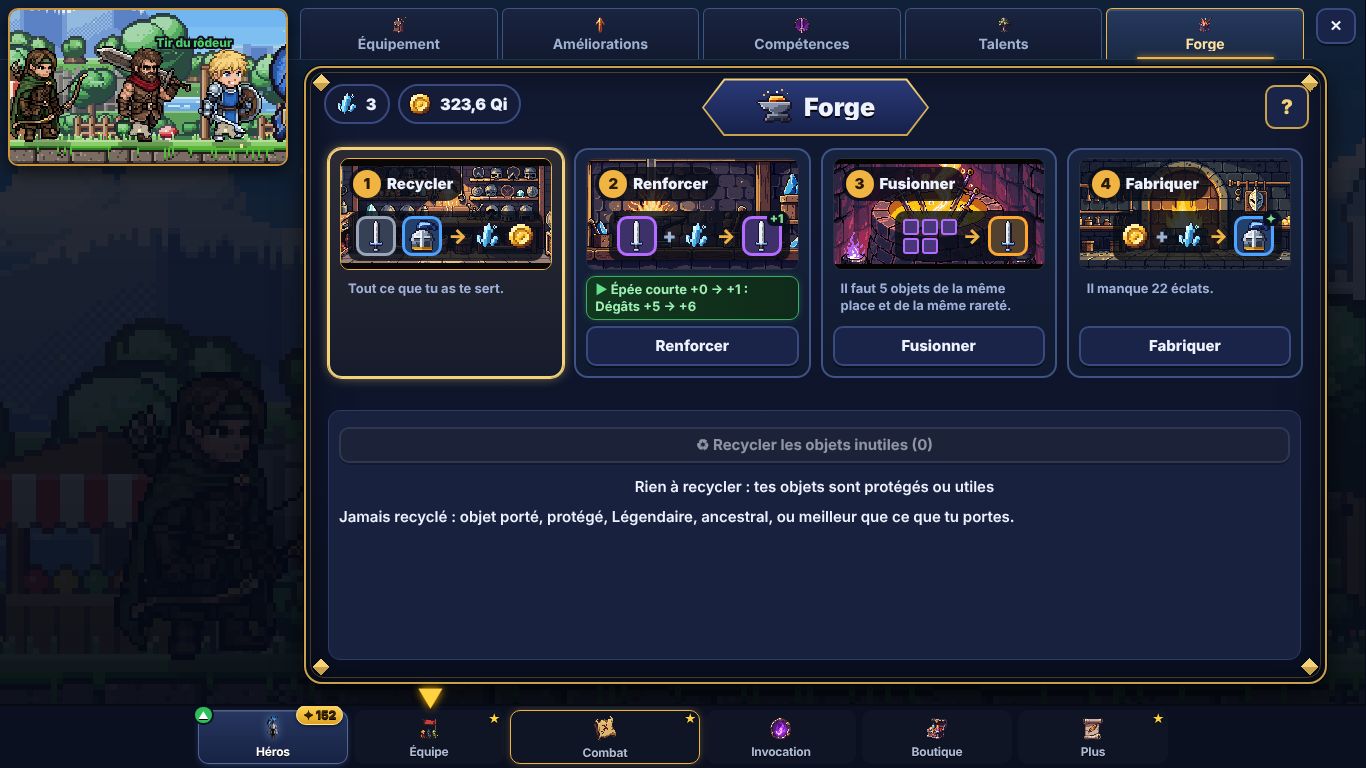 Tir du rôdeur
Équipement
Améliorations
Compétences
Talents
Forge
×
3
323,6 Qi
Forge
?
1 Recycler
Tout ce que tu as te sert.
2 Renforcer
+1
▶ Épée courte +0 → +1 :
Dégâts +5 → +6
Renforcer
3 Fusionner
Il faut 5 objets de la même
place et de la même rareté.
Fusionner
4 Fabriquer
Il manque 22 éclats.
Fabriquer
♻ Recycler les objets inutiles (0)
Rien à recycler : tes objets sont protégés ou utiles
Jamais recyclé : objet porté, protégé, Légendaire, ancestral, ou meilleur que ce que tu portes.
✦ 152
Héros
Équipe
Combat
Invocation
Boutique
Plus